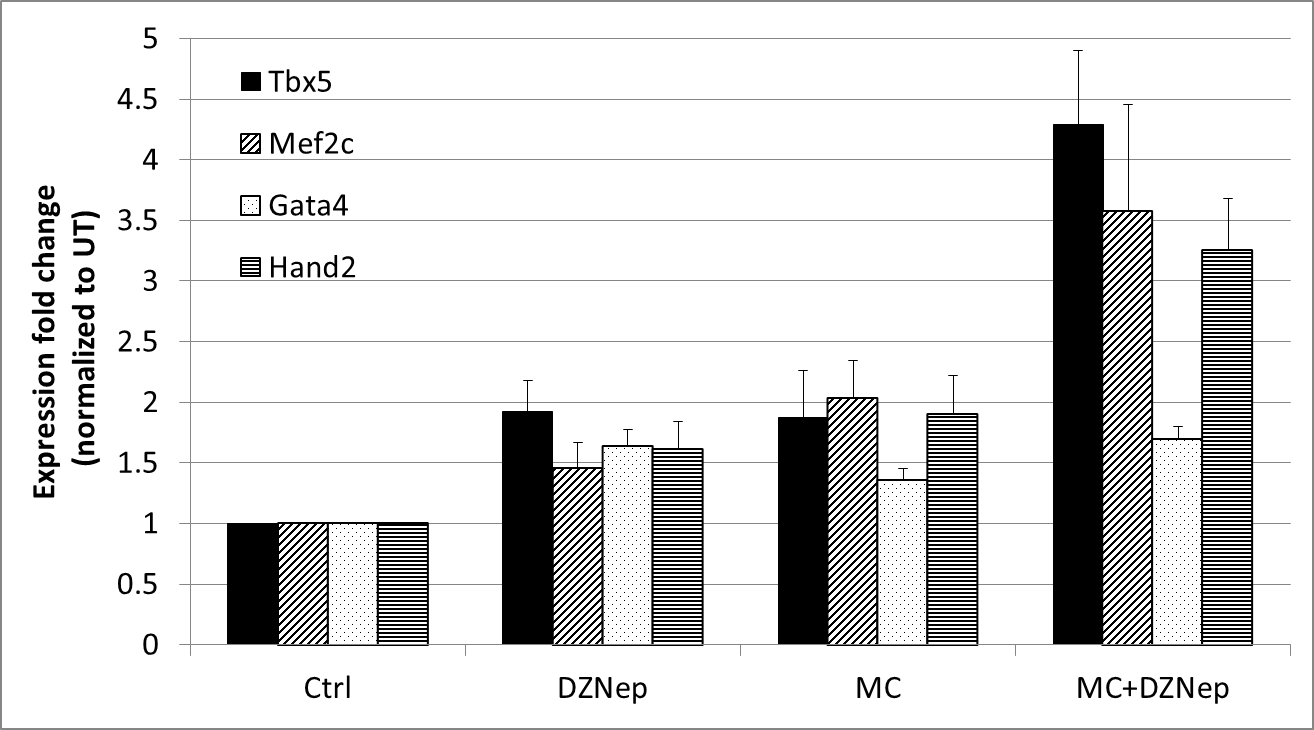 Expression fold change
(normalized to UT)
5
4.5
4
3.5
3
2.5
2
1.5
1
0.5
0
Tbx5
Mef2c
Gata4
Hand2
Ctrl
DZNep
MC
MC+DZNep